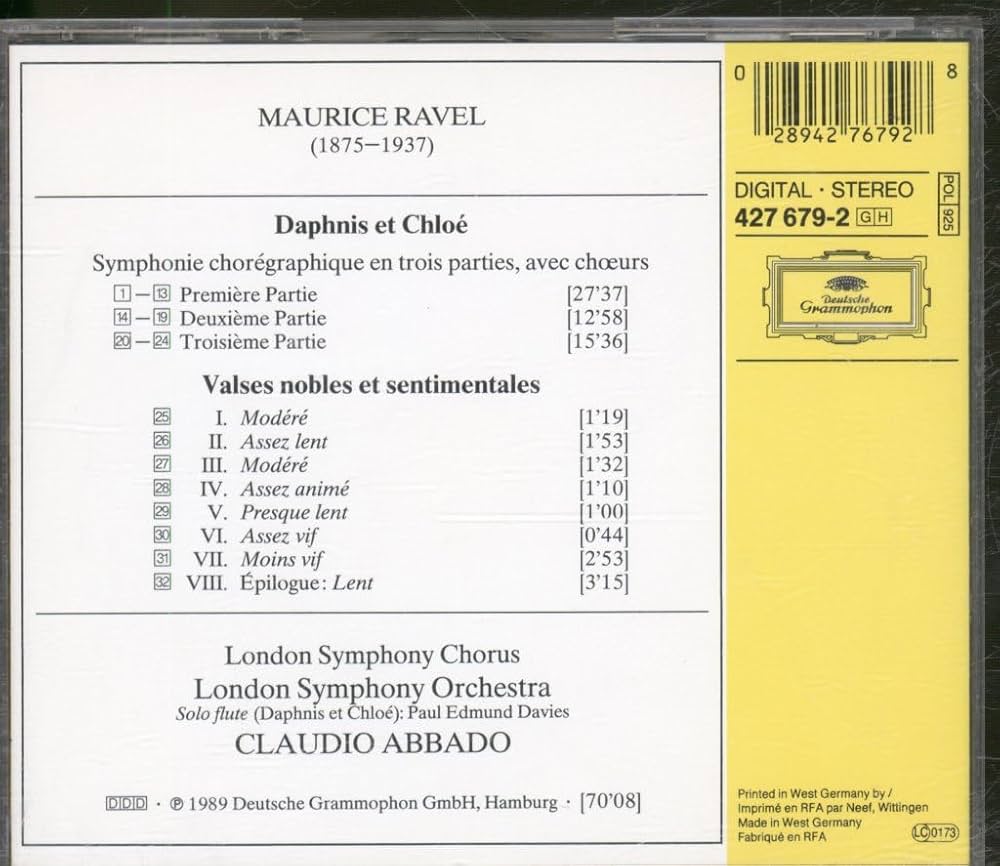 MAURICE RAVEL
(1875–1937)
Daphnis et Chloé
Symphonie chorégraphique en trois parties, avec chœurs
1 – 13 Première Partie [27'37]
14 – 19 Deuxième Partie [12'58]
20 – 24 Troisième Partie [15'36]
Valses nobles et sentimentales
25 I. Modéré [1'19]
26 II. Assez lent [1'53]
27 III. Modéré [1'32]
28 IV. Assez animé [1'10]
29 V. Presque lent [1'00]
30 VI. Assez vif [0'44]
31 VII. Moins vif [2'53]
32 VIII. Épilogue: Lent [3'15]
London Symphony Chorus
London Symphony Orchestra
Solo flute (Daphnis et Chloé): Paul Edmund Davies
CLAUDIO ABBADO
DDD · ℗ 1989 Deutsche Grammophon GmbH, Hamburg · [70'08]
0 28942 76792 8
DIGITAL · STEREO
427 679-2 GH
POL 925
Deutsche
Grammophon
Printed in West Germany by /
Imprimé en RFA par Neef, Wittingen
Made in West Germany
Fabriqué en RFA
LC 0173